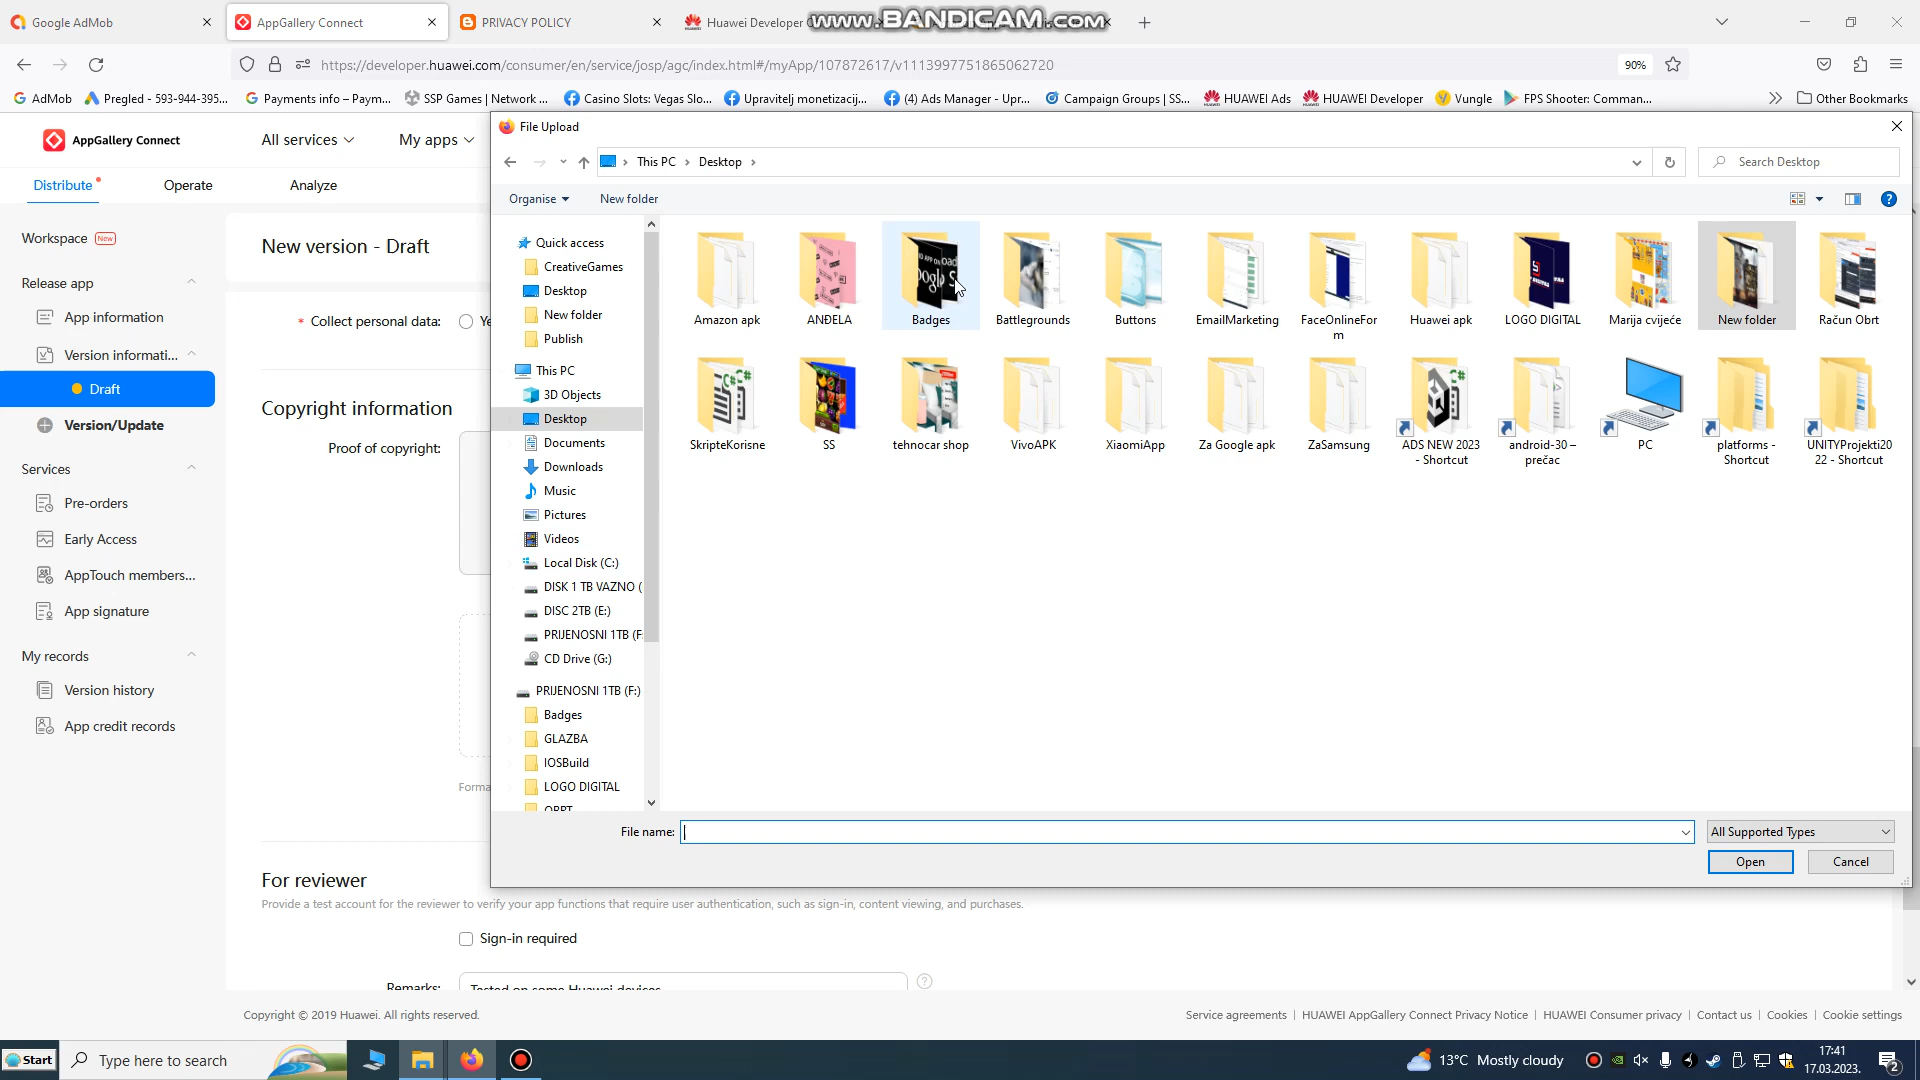 Google AdMob
AppGallery Connect
PRIVACY POLICY
Huawei Developer
www.BANDICAM.com
https://developer.huawei.com/consumer/en/service/josp/agc/index.html#/myApp/107872617/v1113997751865062720
90%
AdMob
Pregled - 593-944-395...
Payments info – Paym...
SSP Games | Network ...
Casino Slots: Vegas Slo...
Upravitelj monetizacij...
(4) Ads Manager - Upr...
Campaign Groups | SS...
HUAWEI Ads
HUAWEI Developer
Vungle
FPS Shooter: Comman...
Other Bookmarks
AppGallery Connect
All services
My apps
Distribute
Operate
Analyze
Workspace New
Release app
App information
Version informati...
Draft
Version/Update
Services
Pre-orders
Early Access
AppTouch members...
App signature
My records
Version history
App credit records
New version - Draft
* Collect personal data:
Ye
Copyright information
Proof of copyright:
Forma
For reviewer
Provide a test account for the reviewer to verify your app functions that require user authentication, such as sign-in, content viewing, and purchases.
Sign-in required
Remarks:
Tested on some Huawei devices
File Upload
This PC
Desktop
Search Desktop
Organise
New folder
Quick access
CreativeGames
Desktop
New folder
Publish
This PC
3D Objects
Desktop
Documents
Downloads
Music
Pictures
Videos
Local Disk (C:)
DISK 1 TB VAZNO (
DISC 2TB (E:)
PRIJENOSNI 1TB (F:
CD Drive (G:)
PRIJENOSNI 1TB (F:)
Badges
GLAZBA
IOSBuild
LOGO DIGITAL
OBRT
Amazon apk
ANĐELA
Badges
Battlegrounds
Buttons
EmailMarketing
FaceOnlineFor
m
Huawei apk
LOGO DIGITAL
Marija cvijeće
New folder
Račun Obrt
SkripteKorisne
SS
tehnocar shop
VivoAPK
XiaomiApp
Za Google apk
ZaSamsung
ADS NEW 2023
- Shortcut
android-30 –
prečac
PC
platforms -
Shortcut
UNITYProjekti20
22 - Shortcut
File name:
All Supported Types
Open
Cancel
Copyright © 2019 Huawei. All rights reserved.
Service agreements
HUAWEI AppGallery Connect Privacy Notice
HUAWEI Consumer privacy
Contact us
Cookies
Cookie settings
Start
Type here to search
13°C Mostly cloudy
17:41
17.03.2023.
2